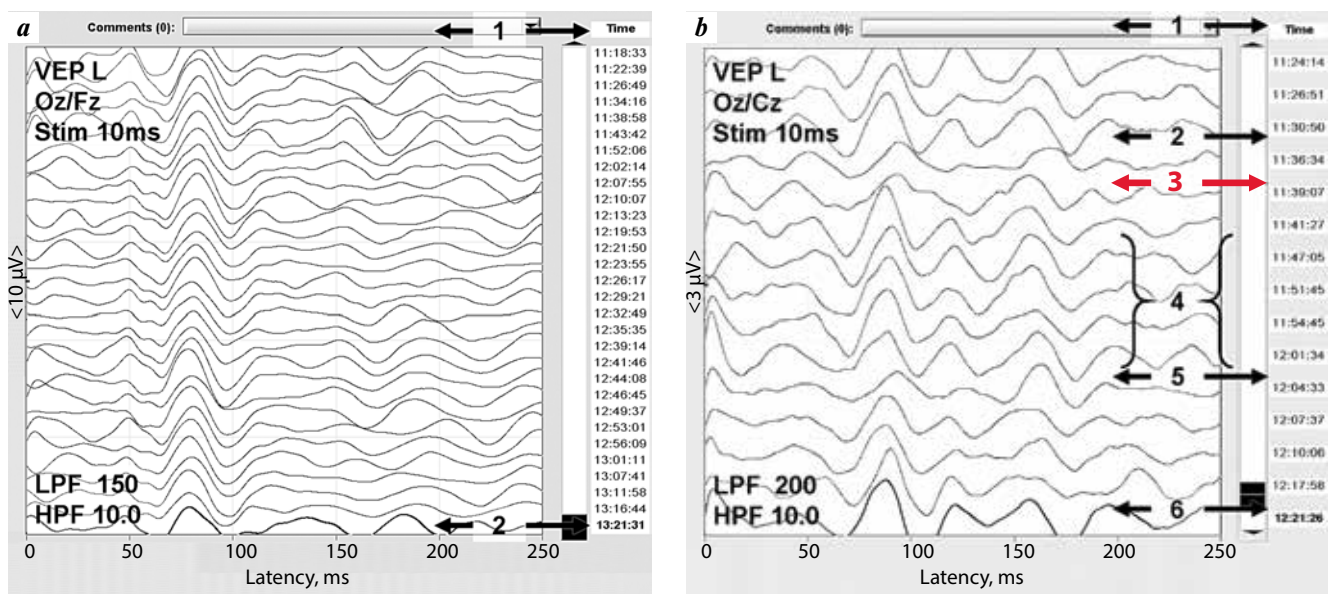 a
Comments (0):
1
Time
VEP L
Oz/Fz
Stim 10ms
11:18:33
11:22:39
11:26:49
11:34:16
11:38:58
11:43:42
11:52:06
12:02:14
12:07:55
12:10:07
12:13:23
12:19:53
12:21:50
12:23:55
12:26:17
12:29:21
12:32:49
12:35:35
12:39:14
12:41:46
12:44:08
12:46:45
12:49:37
12:53:01
12:56:09
13:01:11
13:07:41
13:11:58
13:16:44
13:21:31
<10 µV>
LPF 150
HPF 10.0
2
0 50 100 150 200 250
Latency, ms
b
Comments (0):
1
Time
VEP L
Oz/Cz
Stim 10ms
2
3
4
5
6
11:24:14
11:26:51
11:30:50
11:36:34
11:39:07
11:41:27
11:47:05
11:51:45
11:54:45
12:01:34
12:04:33
12:07:37
12:10:06
12:17:58
12:21:26
<3 µV>
LPF 200
HPF 10.0
0 50 100 150 200 250
Latency, ms